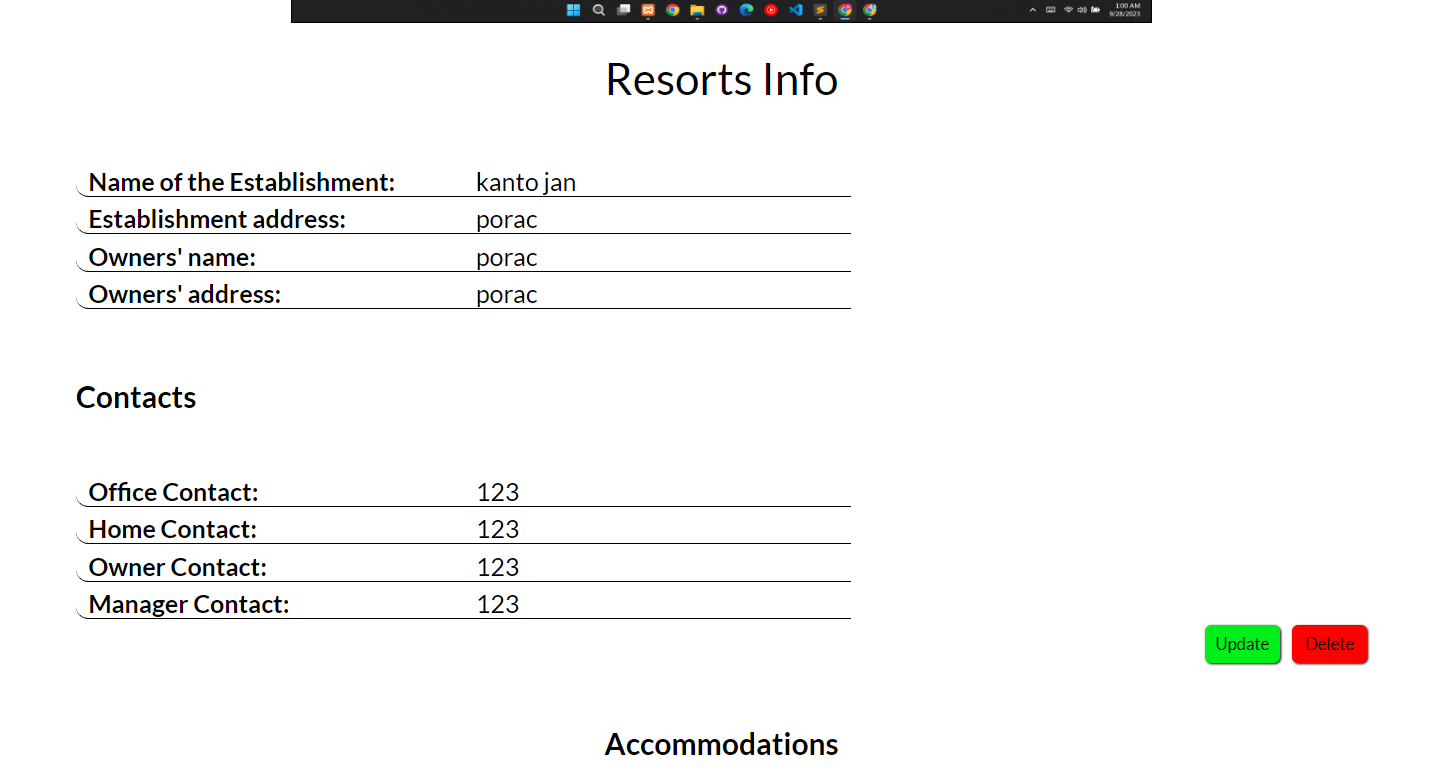 1:00 AM
9/28/2023
Resorts Info
Name of the Establishment: kanto jan
Establishment address: porac
Owners' name: porac
Owners' address: porac
Contacts
Office Contact: 123
Home Contact: 123
Owner Contact: 123
Manager Contact: 123
Update Delete
Accommodations